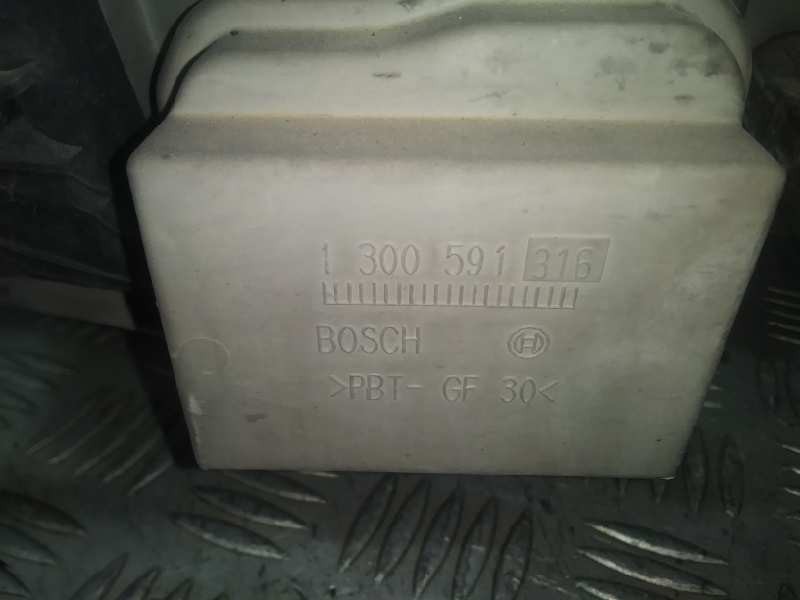 1 300 591 316
BOSCH
>PBT- GF 30<